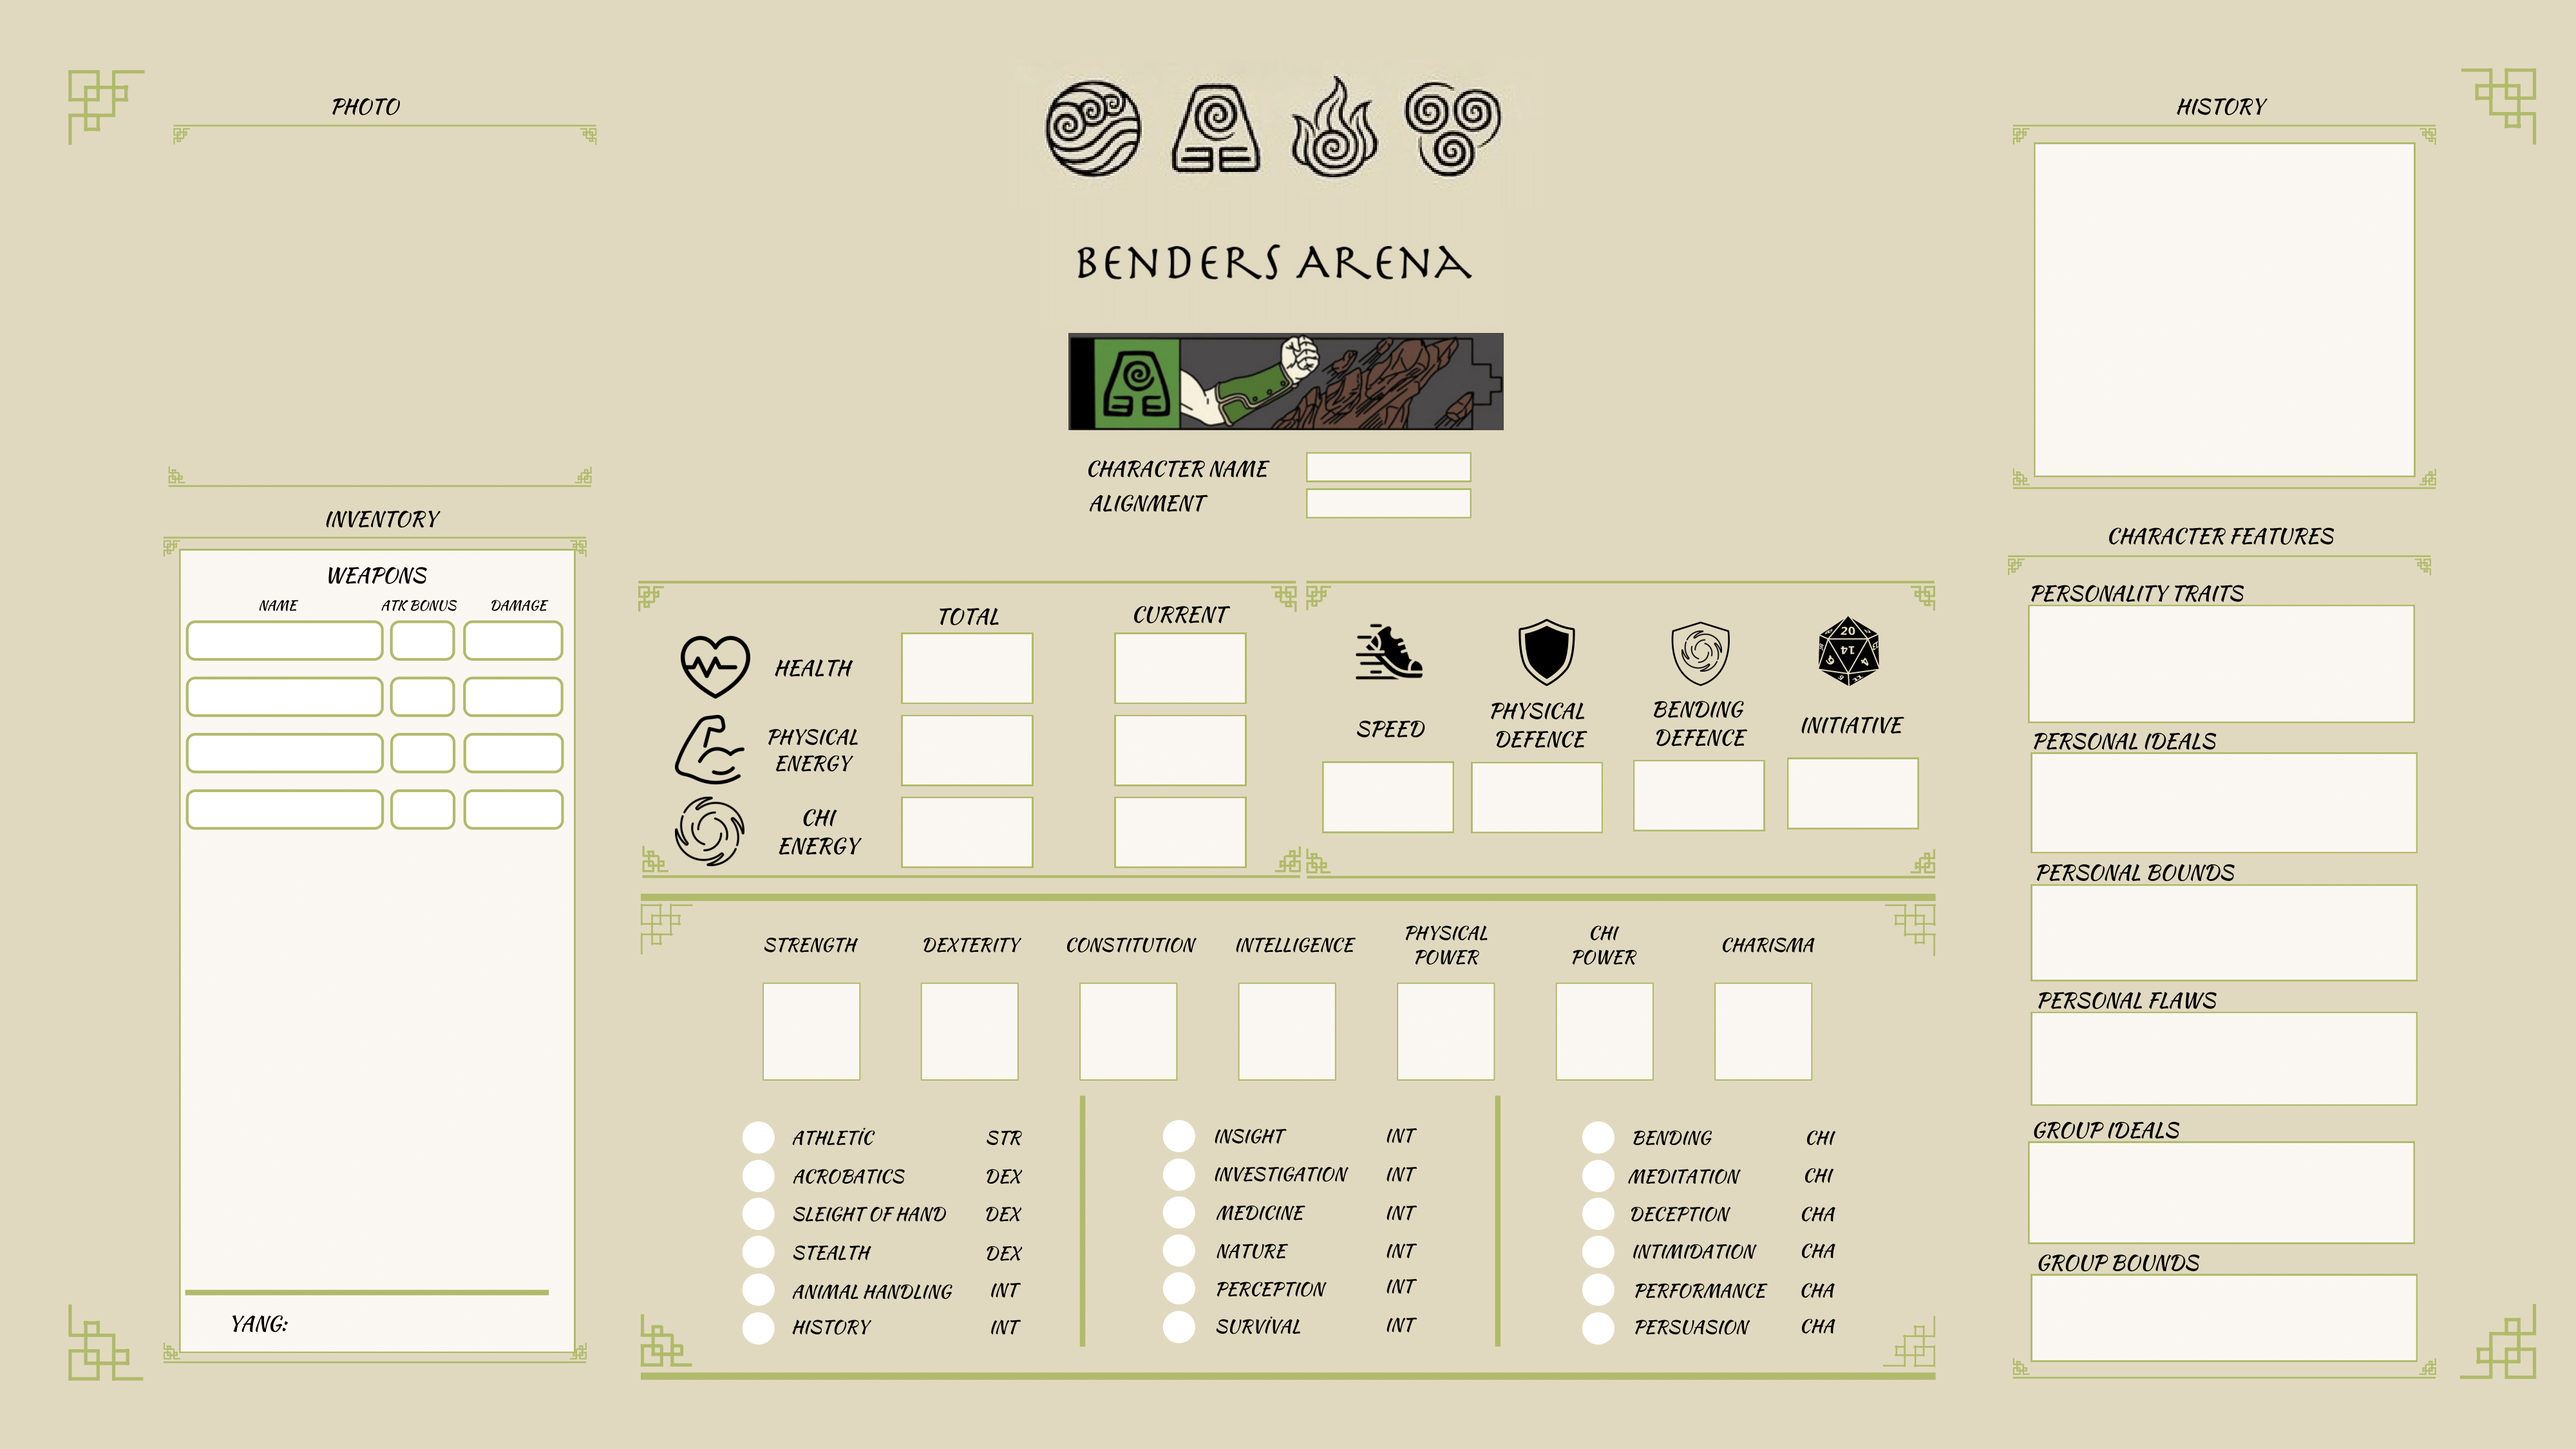 PHOTO
HISTORY
BENDERS ARENA
CHARACTER NAME
ALIGNMENT
INVENTORY
WEAPONS
NAME ATK BONUS DAMAGE
YANG:
TOTAL CURRENT
HEALTH
PHYSICAL
ENERGY
CHI
ENERGY
20
14
SPEED
PHYSICAL
DEFENCE
BENDING
DEFENCE
INITIATIVE
STRENGTH
DEXTERITY
CONSTITUTION
INTELLIGENCE
PHYSICAL
POWER
CHI
POWER
CHARISMA
ATHLETİC STR
ACROBATICS DEX
SLEIGHT OF HAND DEX
STEALTH DEX
ANIMAL HANDLING INT
HISTORY INT
INSIGHT INT
INVESTIGATION INT
MEDICINE INT
NATURE INT
PERCEPTION INT
SURVİVAL INT
BENDING CHI
MEDITATION CHI
DECEPTION CHA
INTIMIDATION CHA
PERFORMANCE CHA
PERSUASION CHA
CHARACTER FEATURES
PERSONALITY TRAITS
PERSONAL IDEALS
PERSONAL BOUNDS
PERSONAL FLAWS
GROUP IDEALS
GROUP BOUNDS